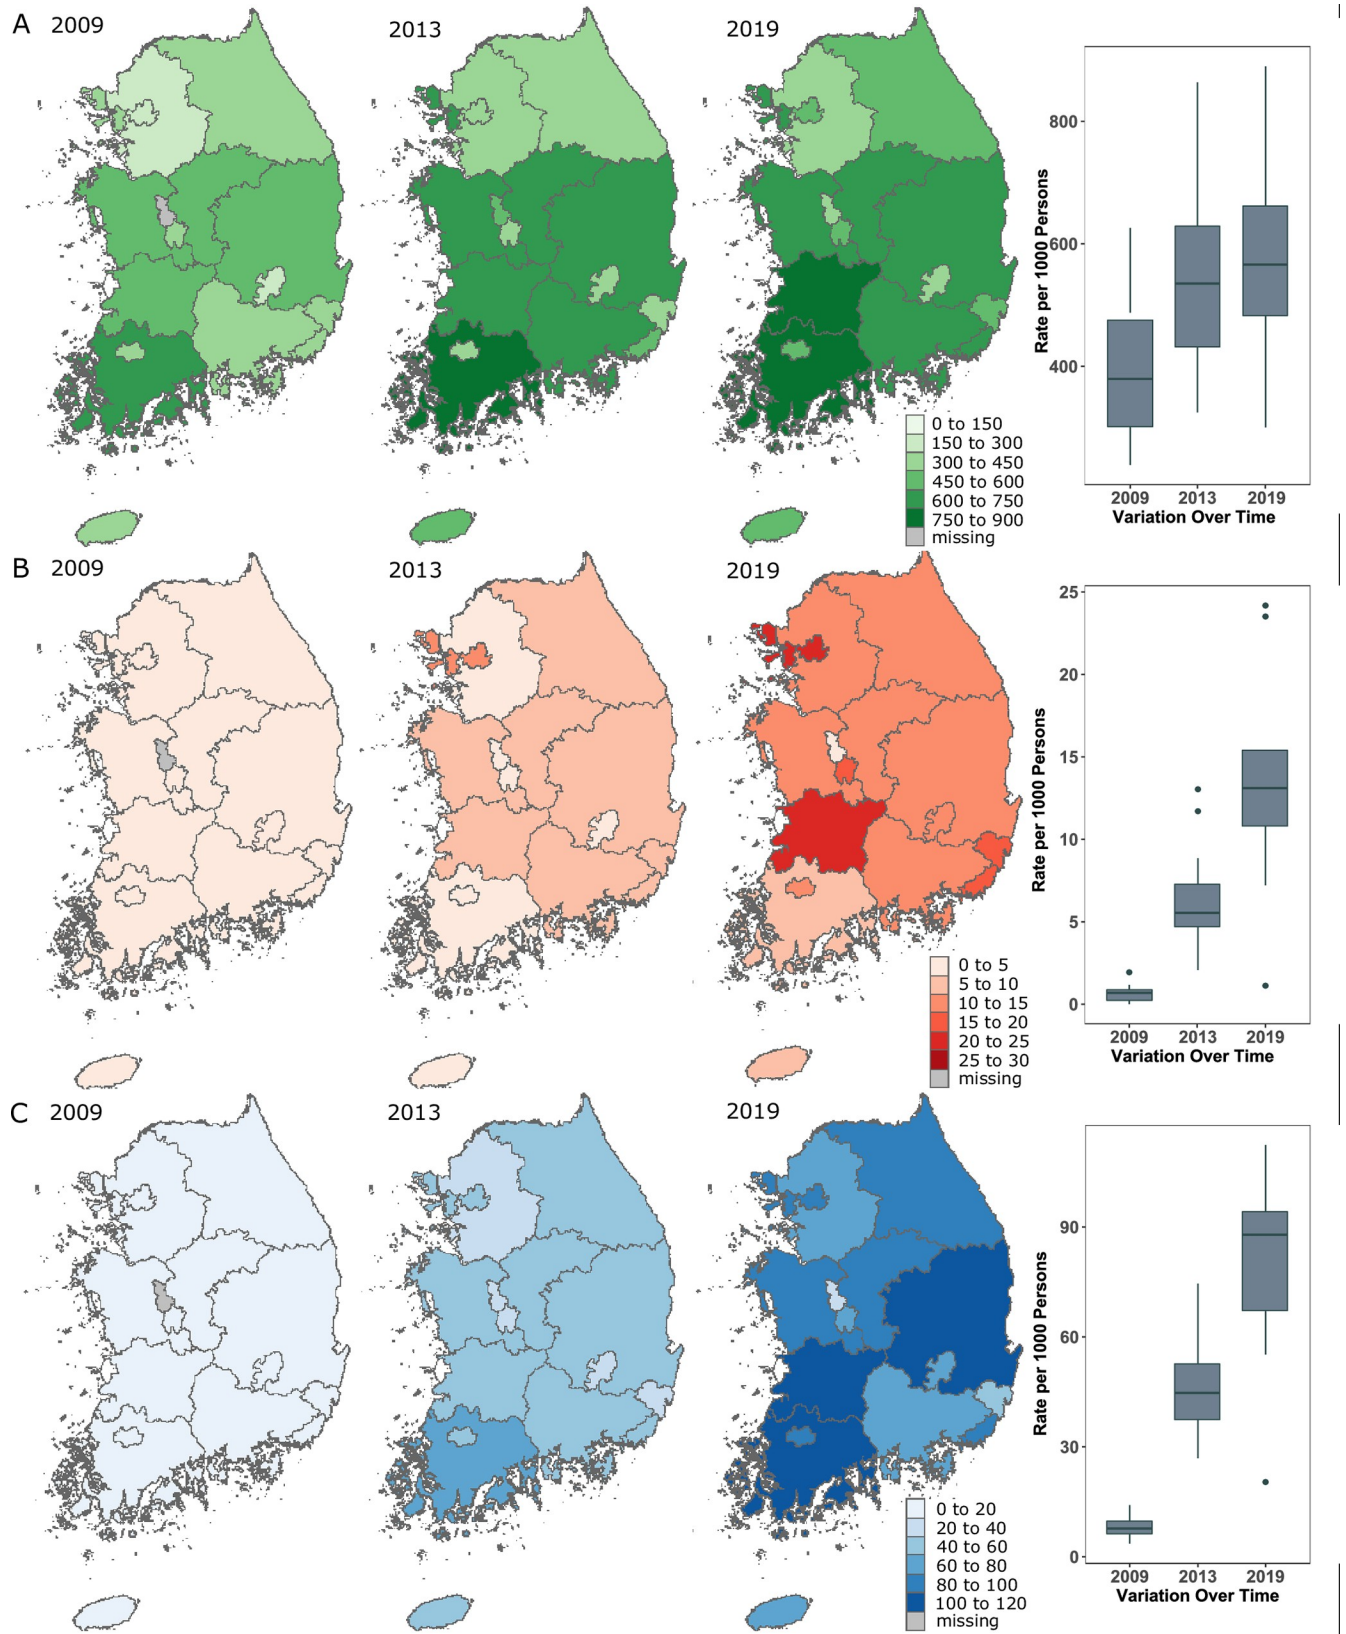 A 2009 2013 2019
800
600
400
Rate per 1000 Persons
0 to 150
150 to 300
300 to 450
450 to 600
600 to 750
750 to 900
missing
2009 2013 2019
Variation Over Time
B 2009 2013 2019
25
20
15
10
5
0
Rate per 1000 Persons
0 to 5
5 to 10
10 to 15
15 to 20
20 to 25
25 to 30
missing
2009 2013 2019
Variation Over Time
C 2009 2013 2019
90
60
30
0
Rate per 1000 Persons
0 to 20
20 to 40
40 to 60
60 to 80
80 to 100
100 to 120
missing
2009 2013 2019
Variation Over Time